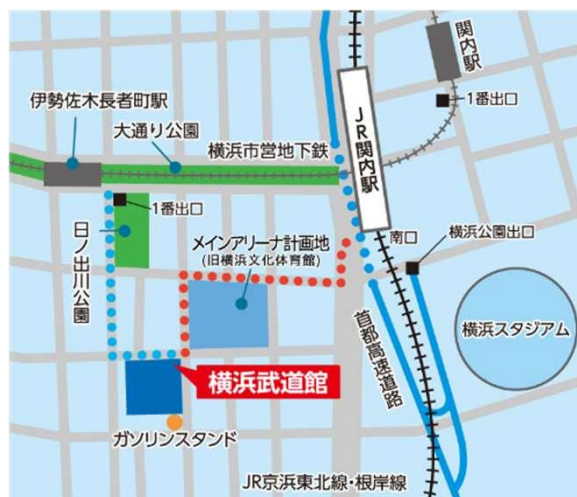 関内駅
1番出口
伊勢佐木長者町駅
大通り公園
横浜市営地下鉄
JR関内駅
1番出口
日ノ出川公園
メインアリーナ計画地
(旧横浜文化体育館)
南口
横浜公園出口
首都高速道路
横浜スタジアム
横浜武道館
ガソリンスタンド
JR京浜東北線・根岸線